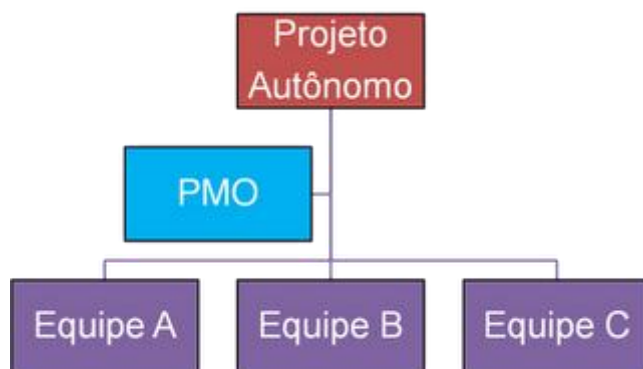 Projeto
Autônomo
PMO
Equipe A
Equipe B
Equipe C